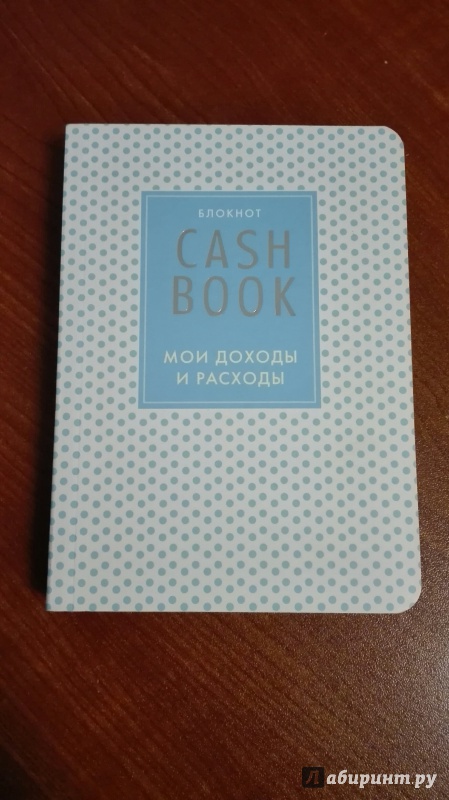 БЛОКНОТ
CASH
BOOK
МОИ ДОХОДЫ
И РАСХОДЫ
Лабиринт.ру